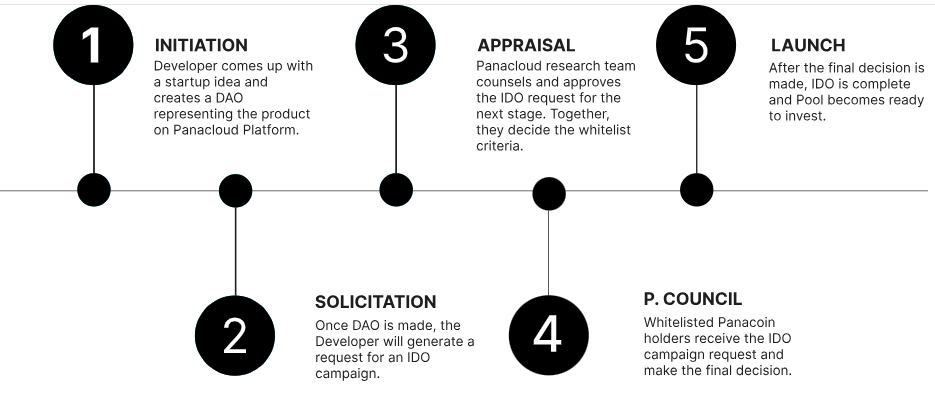 1
INITIATION
Developer comes up with
a startup idea and
creates a DAO
representing the product
on Panacloud Platform.
2
SOLICITATION
Once DAO is made, the
Developer will generate a
request for an IDO
campaign.
3
APPRAISAL
Panacloud research team
counsels and approves
the IDO request for the
next stage. Together,
they decide the whitelist
criteria.
4
P. COUNCIL
Whitelisted Panacoin
holders receive the IDO
campaign request and
make the final decision.
5
LAUNCH
After the final decision is
made, IDO is complete
and Pool becomes ready
to invest.